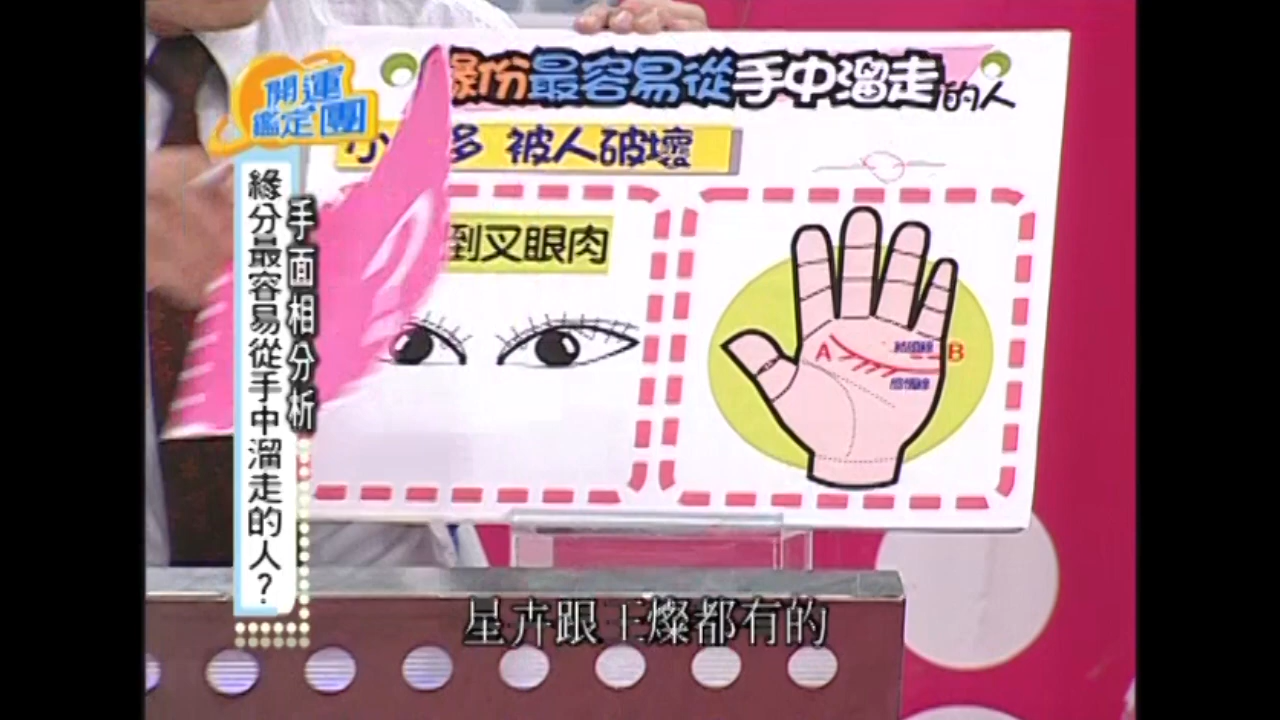 緣份最容易從手中溜走的人
開運
鑑定團
小 多 被人破壞
手面相分析
緣分最容易從手中溜走的人?
倒叉眼肉
A
B
星卉跟王燦都有的